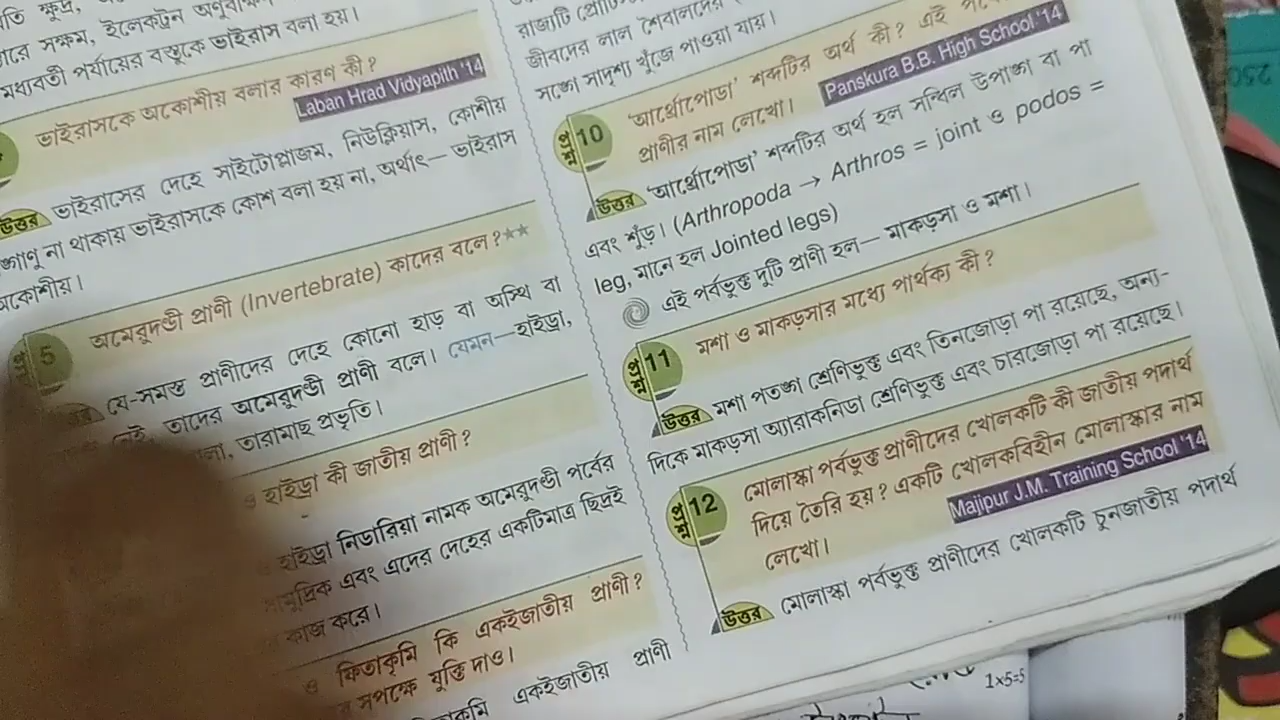 তারে সক্ষম, ইলেকট্রন
মধ্যবর্তী পর্যায়ের বস্তুকে ভাইরাস বলা হয়।
ভাইরাসকে অকোশীয় বলার কারণ কী?
Laban Hrad Vidyapith '14
উত্তর ভাইরাসের দেহে সাইটোপ্লাজম, নিউক্লিয়াস, কোশীয়
অঙ্গাণু না থাকায় ভাইরাসকে কোশ বলা হয় না, অর্থাৎ— ভাইরাস
অকোশীয়।
প্রশ্ন 5 অমেরুদণ্ডী প্রাণী (Invertebrate) কাদের বলে?★★
যে-সমস্ত প্রাণীদের দেহে কোনো হাড় বা অস্থি বা
নেই, তাদের অমেরুদণ্ডী প্রাণী বলে। যেমন—হাইড্রা,
তারামাছ প্রভৃতি।
হাইড্রা কী জাতীয় প্রাণী?
হাইড্রা নিডারিয়া নামক অমেরুদণ্ডী পর্বের
এবং এদের দেহের একটিমাত্র ছিদ্রই
কাজ করে।
ও ফিতাকৃমি কি একইজাতীয় প্রাণী?
সপক্ষে যুক্তি দাও।
একইজাতীয় প্রাণী
রাজ্যটি
জীবদের লাল শৈবালদের
সঙ্গে সাদৃশ্য খুঁজে পাওয়া যায়।
প্রশ্ন 10 'আর্থ্রোপোডা' শব্দটির অর্থ কী? এই
প্রাণীর নাম লেখো।
Panskura B.B. High School '14
উত্তর 'আর্থ্রোপোডা' শব্দটির অর্থ হল সন্ধিল উপাঙ্গ বা পা
এবং শুঁড়। (Arthropoda → Arthros = joint ও podos =
leg, মানে হল Jointed legs)
এই পর্বভুক্ত দুটি প্রাণী হল— মাকড়সা ও মশা।
প্রশ্ন 11 মশা ও মাকড়সার মধ্যে পার্থক্য কী?
উত্তর মশা পতঙ্গ শ্রেণিভুক্ত এবং তিনজোড়া পা রয়েছে, অন্য-
দিকে মাকড়সা অ্যারাকনিডা শ্রেণিভুক্ত এবং চারজোড়া পা রয়েছে।
প্রশ্ন 12 মোলাস্কা পর্বভুক্ত প্রাণীদের খোলকটি কী জাতীয় পদার্থ
দিয়ে তৈরি হয়? একটি খোলকবিহীন মোলাস্কার নাম
লেখো।
Majipur J.M. Training School '14
উত্তর মোলাস্কা পর্বভুক্ত প্রাণীদের খোলকটি চুনজাতীয় পদার্থ
1×5=5